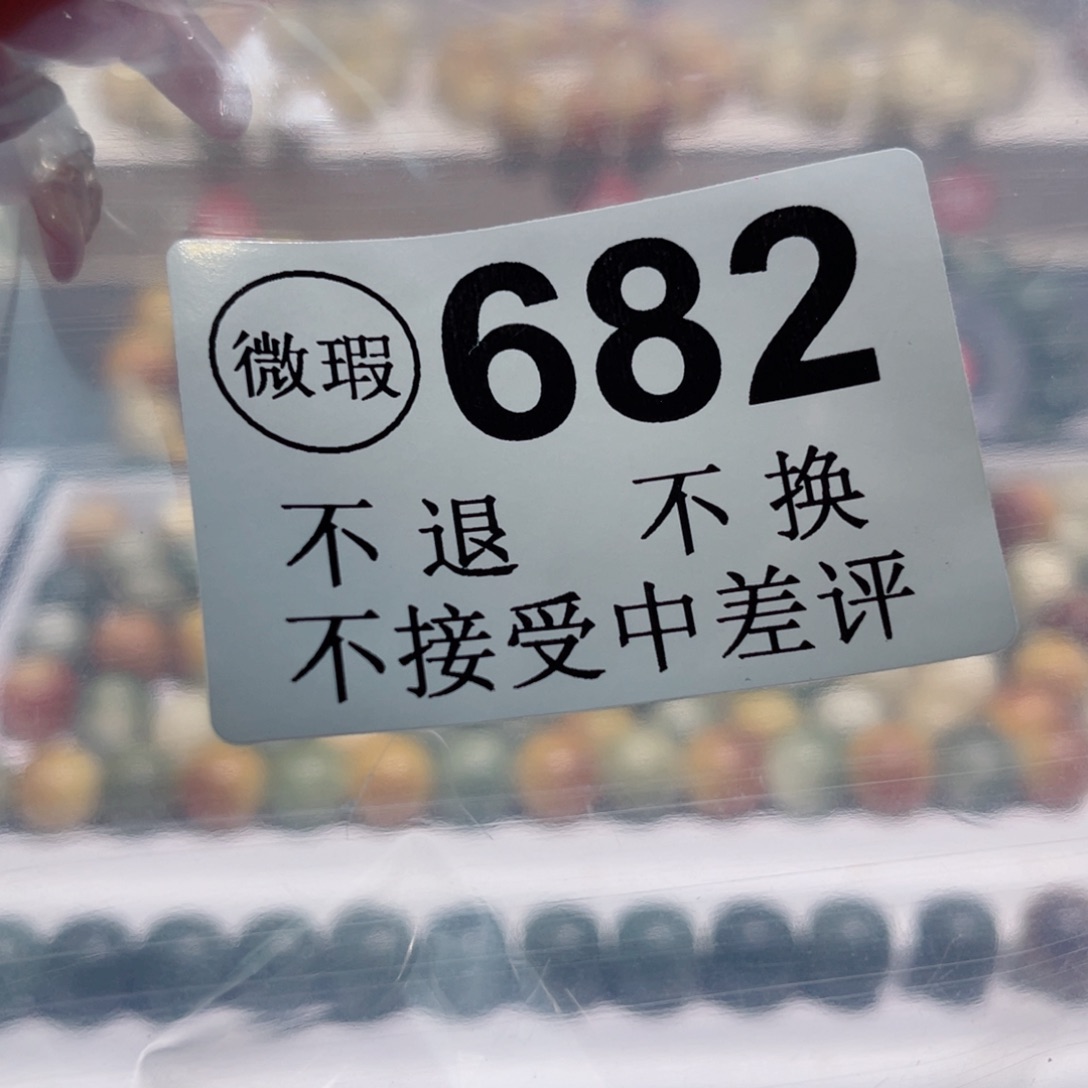 微瑕 682
不退 不换
不接受中差评